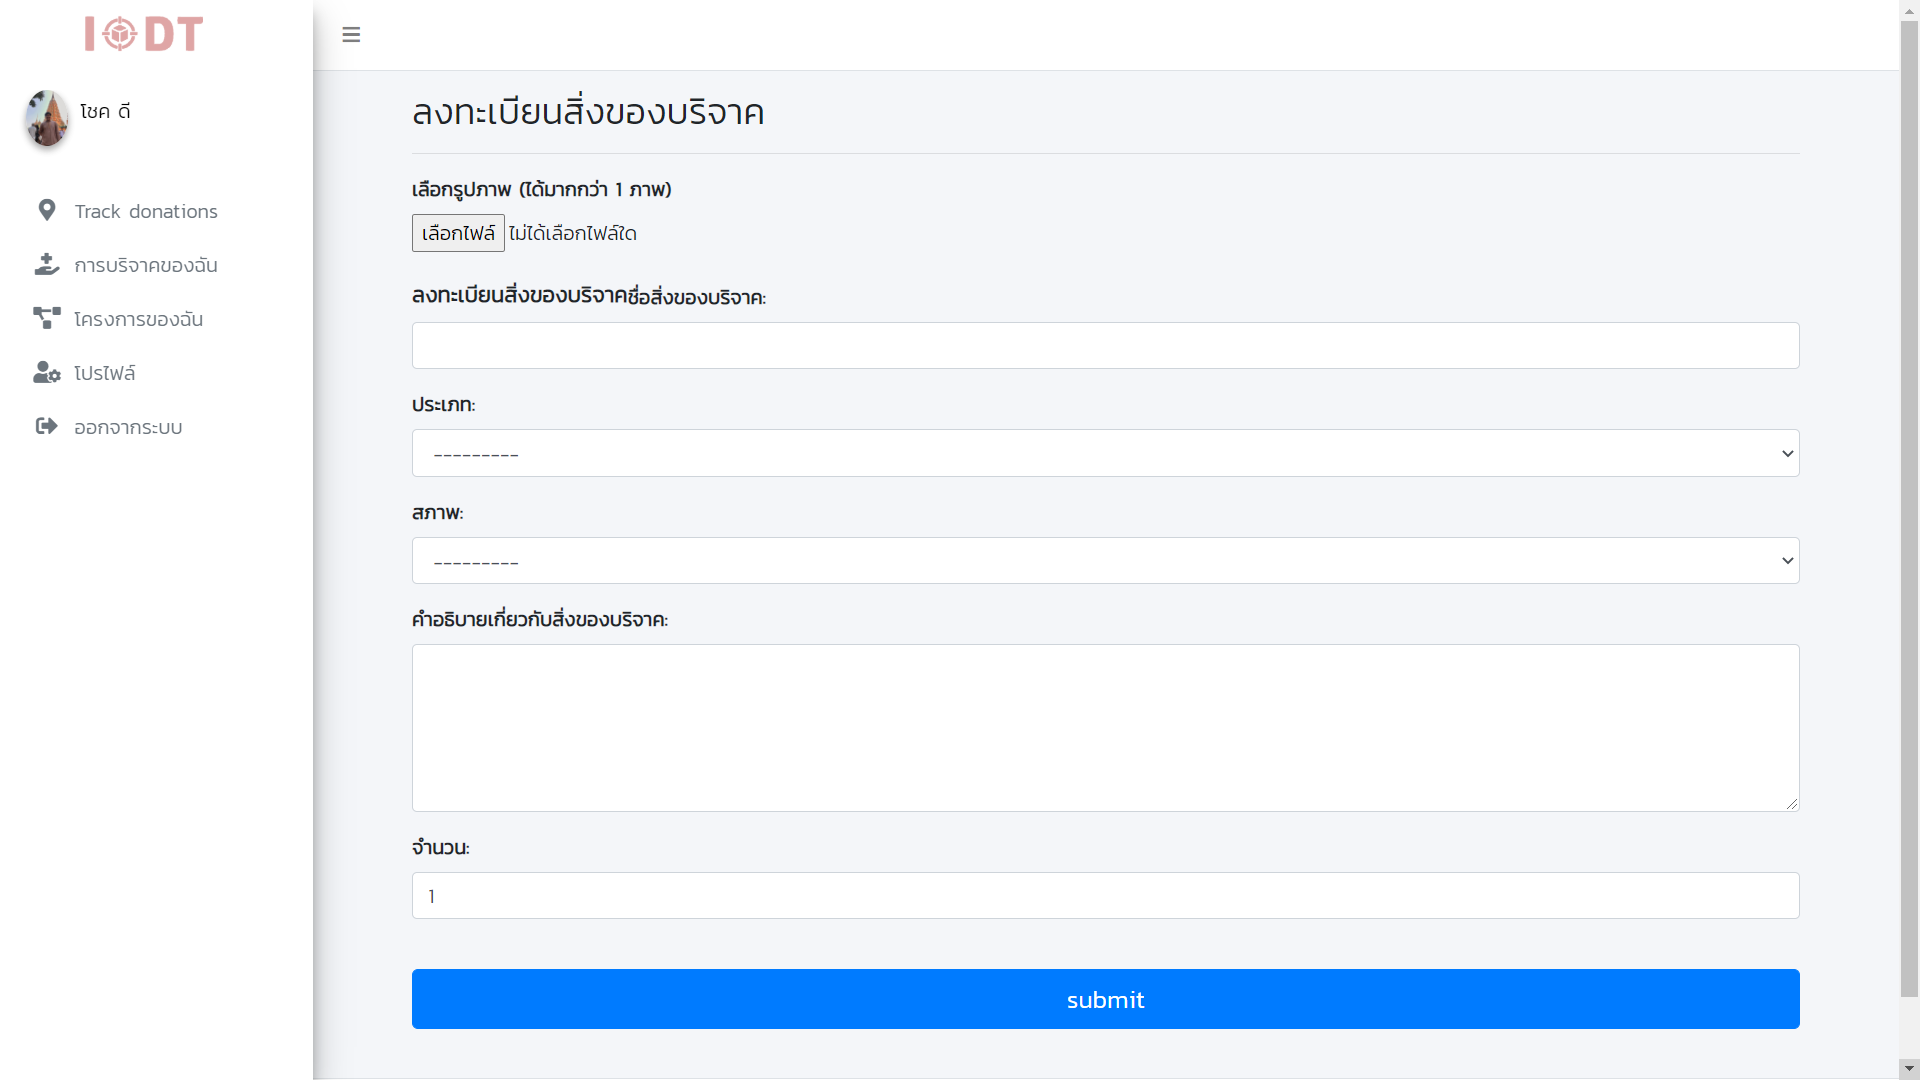 I DT
โชค ดี
Track donations
การบริจาคของฉัน
โครงการของฉัน
โปรไฟล์
ออกจากระบบ
ลงทะเบียนสิ่งของบริจาค
เลือกรูปภาพ (ได้มากกว่า 1 ภาพ)
เลือกไฟล์ ไม่ได้เลือกไฟล์ใด
ลงทะเบียนสิ่งของบริจาคชื่อสิ่งของบริจาค:
ประเภท:
---------
สภาพ:
---------
คำอธิบายเกี่ยวกับสิ่งของบริจาค:
จำนวน:
1
submit